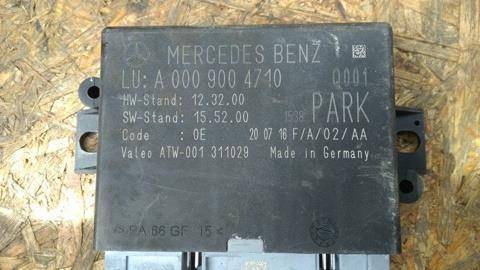 MERCEDES BENZ
LU: A 000 900 4710 Q001
HW-Stand: 12.32.00
SW-Stand: 15.52.00 1538 PARK
Code : 0E 20 07 16 F/A/02/AA
Valeo ATW-001 311029 Made in Germany
PA 66 GF 15<